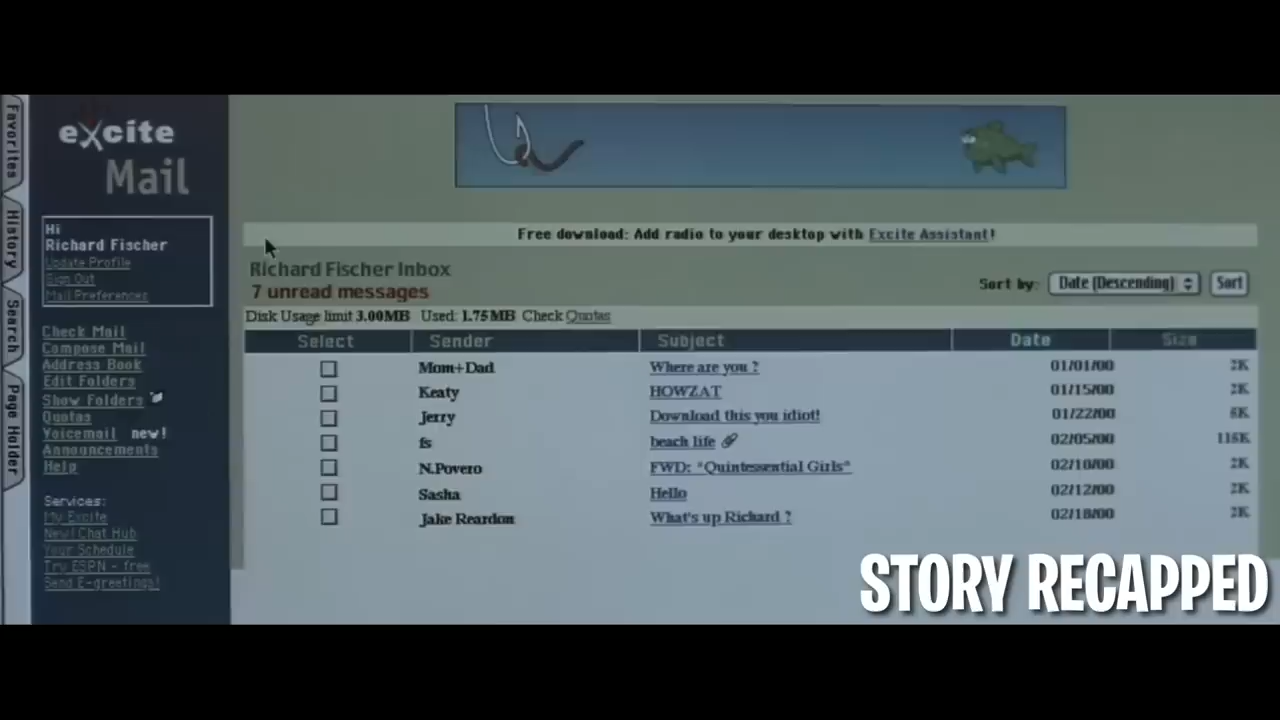 Favorites
History
Search
Page Holder
excite
Mail
Hi
Richard Fischer
Update Profile
Sign Out
Mail Preferences
Check Mail
Compose Mail
Address Book
Edit Folders
Show Folders
Quotas
Voicemail new!
Announcements
Help
Services:
My Excite
New! Chat Hub
Your Schedule
Try ESPN - free
Send E-greetings!
Free download: Add radio to your desktop with Excite Assistant!
Richard Fischer Inbox
7 unread messages
Sort by: Date (Descending) Sort
Disk Usage limit 3.00MB Used: 1.75MB Check Quotas
Select Sender Subject Date Size
Mom+Dad Where are you ? 01/01/00 2K
Keaty HOWZAT 01/15/00 2K
Jerry Download this you idiot! 01/22/00
fs beach life 02/05/00 116K
N.Povero FWD: "Quintessential Girls" 02/10/00 2K
Sasha Hello 02/12/00 2K
Jake Reardon What's up Richard ? 02/18/00 2K
STORY RECAPPED